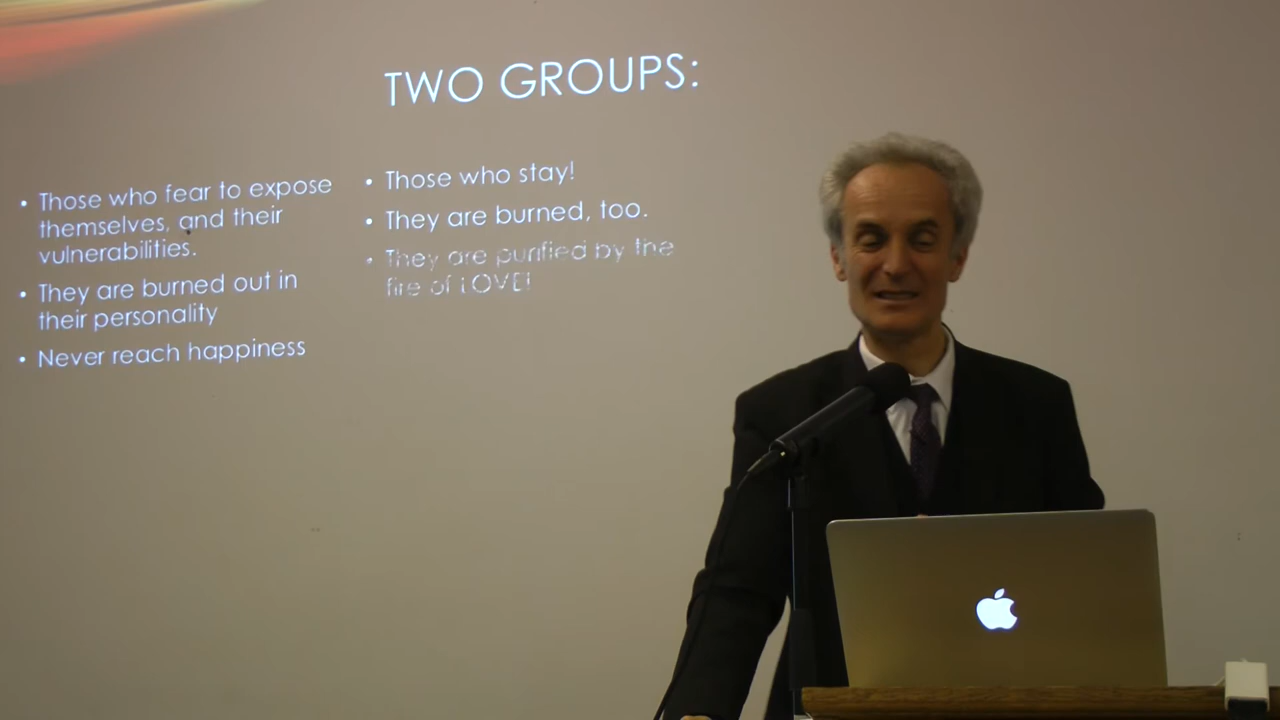 TWO GROUPS:
• Those who fear to expose
themselves, and their
vulnerabilities.
• They are burned out in
their personality
• Never reach happiness
• Those who stay!
• They are burned, too.
• They are purified by the
fire of LOVE!